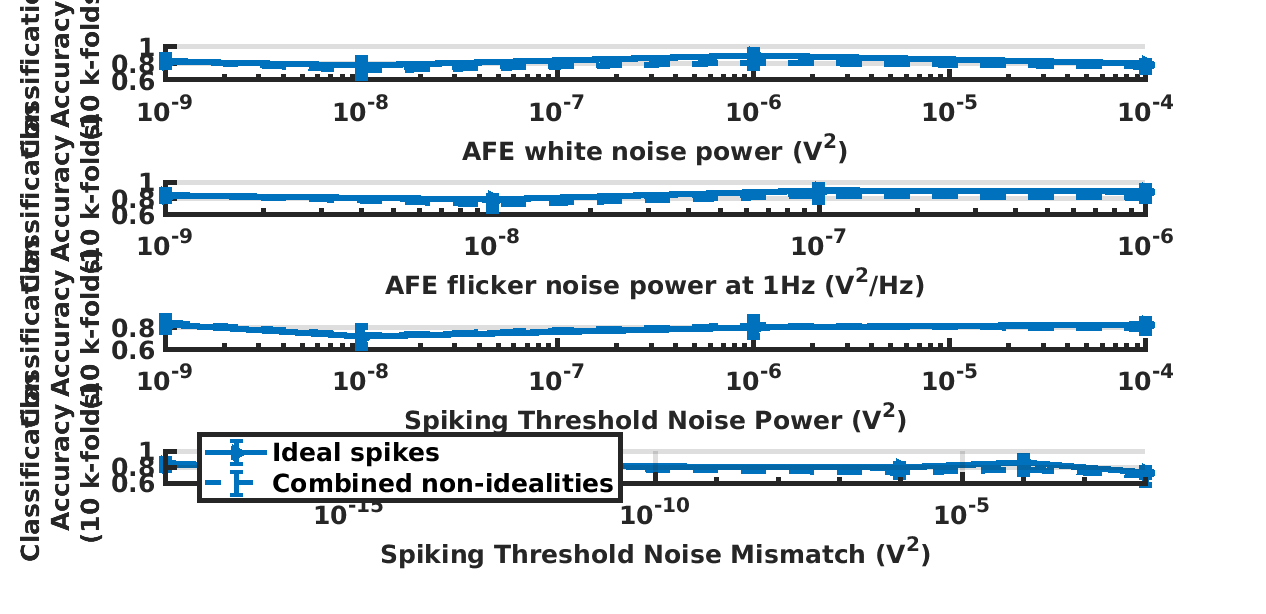 Classification
Accuracy
(10 k-folds)
1
0.8
0.6
10^-9
10^-8
10^-7
10^-6
10^-5
10^-4
AFE white noise power (V^2)
Classification
Accuracy
(10 k-folds)
1
0.8
0.6
10^-9
10^-8
10^-7
10^-6
AFE flicker noise power at 1Hz (V^2/Hz)
Classification
Accuracy
(10 k-folds)
0.8
0.6
10^-9
10^-8
10^-7
10^-6
10^-5
10^-4
Spiking Threshold Noise Power (V^2)
Classification
Accuracy
(10 k-folds)
1
0.8
0.6
Ideal spikes
Combined non-idealities
10^-15
10^-10
10^-5
Spiking Threshold Noise Mismatch (V^2)